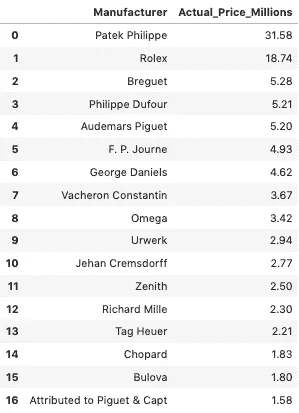 Manufacturer Actual_Price_Millions
0 Patek Philippe 31.58
1 Rolex 18.74
2 Breguet 5.28
3 Philippe Dufour 5.21
4 Audemars Piguet 5.20
5 F. P. Journe 4.93
6 George Daniels 4.62
7 Vacheron Constantin 3.67
8 Omega 3.42
9 Urwerk 2.94
10 Jehan Cremsdorff 2.77
11 Zenith 2.50
12 Richard Mille 2.30
13 Tag Heuer 2.21
14 Chopard 1.83
15 Bulova 1.80
16 Attributed to Piguet & Capt 1.58